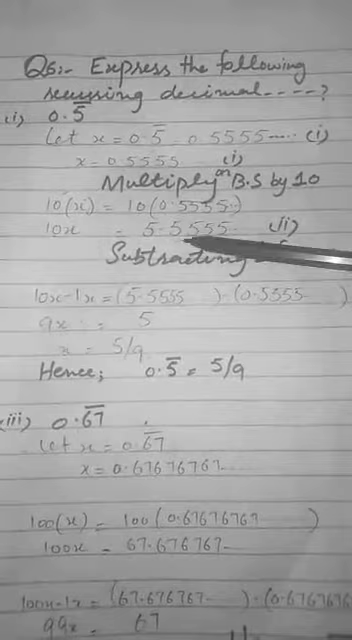 Q6:- Express the following
recurring decimal----?
(i) 0.5̅
Let x = 0.5̅ = 0.5555.... (i)
x = 0.5555 (i)
Multiply on B.S by 10
10(x) = 10(0.5555..)
10x = 5.5555.. (ii)
Subtracting
10x-1x = (5.5555 )-(0.5555
9x = 5
x = 5/9
Hence; 0.5̅ = 5/9
(iii) 0.6̅7̅
Let x = 0.6̅7̅
x = 0.67676767..
100(x) = 100(0.67676767 )
100x = 67.676767-
100x-1x = (67.676767- )-(0.676767
99x = 67